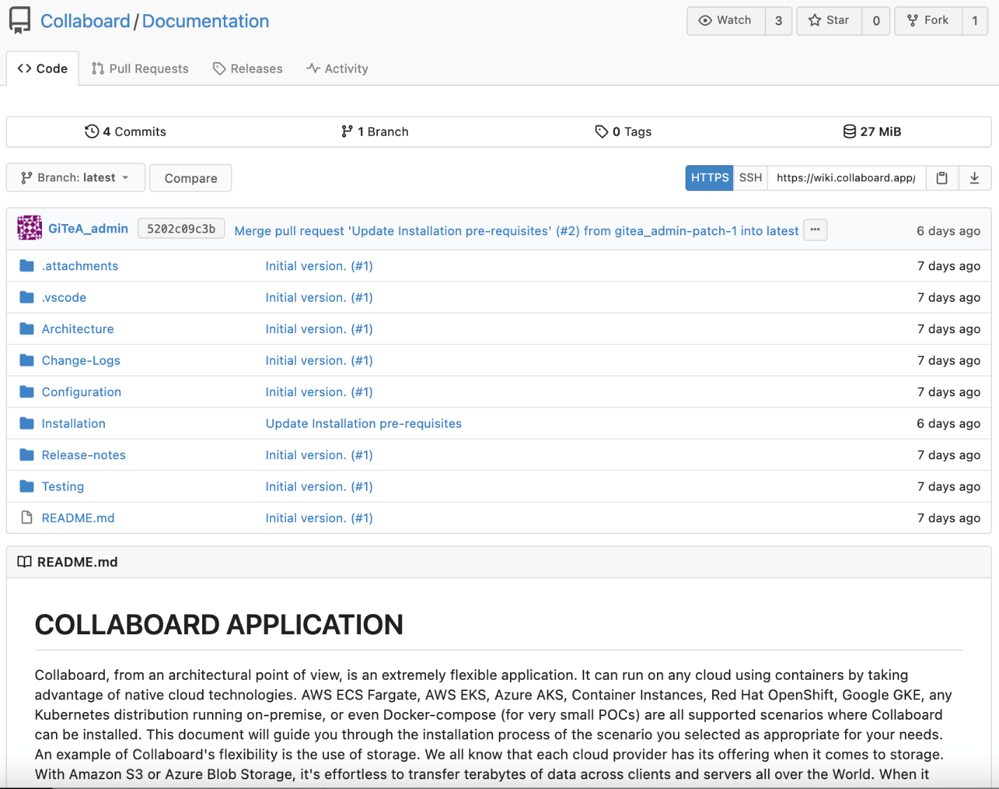 Collaboard / Documentation
Watch 3 Star 0 Fork 1
Code Pull Requests Releases Activity
4 Commits 1 Branch 0 Tags 27 MiB
Branch: latest Compare HTTPS SSH https://wiki.collaboard.app/
GiTeA_admin 5202c09c3b Merge pull request 'Update Installation pre-requisites' (#2) from gitea_admin-patch-1 into latest ... 6 days ago
.attachments Initial version. (#1) 7 days ago
.vscode Initial version. (#1) 7 days ago
Architecture Initial version. (#1) 7 days ago
Change-Logs Initial version. (#1) 7 days ago
Configuration Initial version. (#1) 7 days ago
Installation Update Installation pre-requisites 6 days ago
Release-notes Initial version. (#1) 7 days ago
Testing Initial version. (#1) 7 days ago
README.md Initial version. (#1) 7 days ago
README.md
COLLABOARD APPLICATION
Collaboard, from an architectural point of view, is an extremely flexible application. It can run on any cloud using containers by taking
advantage of native cloud technologies. AWS ECS Fargate, AWS EKS, Azure AKS, Container Instances, Red Hat OpenShift, Google GKE, any
Kubernetes distribution running on-premise, or even Docker-compose (for very small POCs) are all supported scenarios where Collaboard
can be installed. This document will guide you through the installation process of the scenario you selected as appropriate for your needs.
An example of Collaboard's flexibility is the use of storage. We all know that each cloud provider has its offering when it comes to storage.
With Amazon S3 or Azure Blob Storage, it's effortless to transfer terabytes of data across clients and servers all over the World. When it